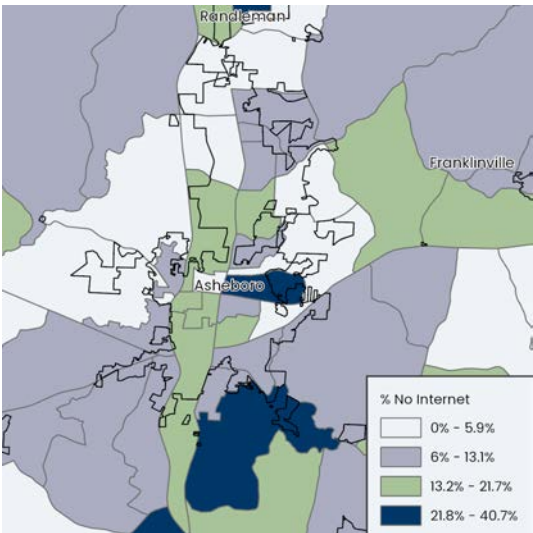 Randleman
Franklinville
Asheboro
% No Internet
0% - 5.9%
6% - 13.1%
13.2% - 21.7%
21.8% - 40.7%